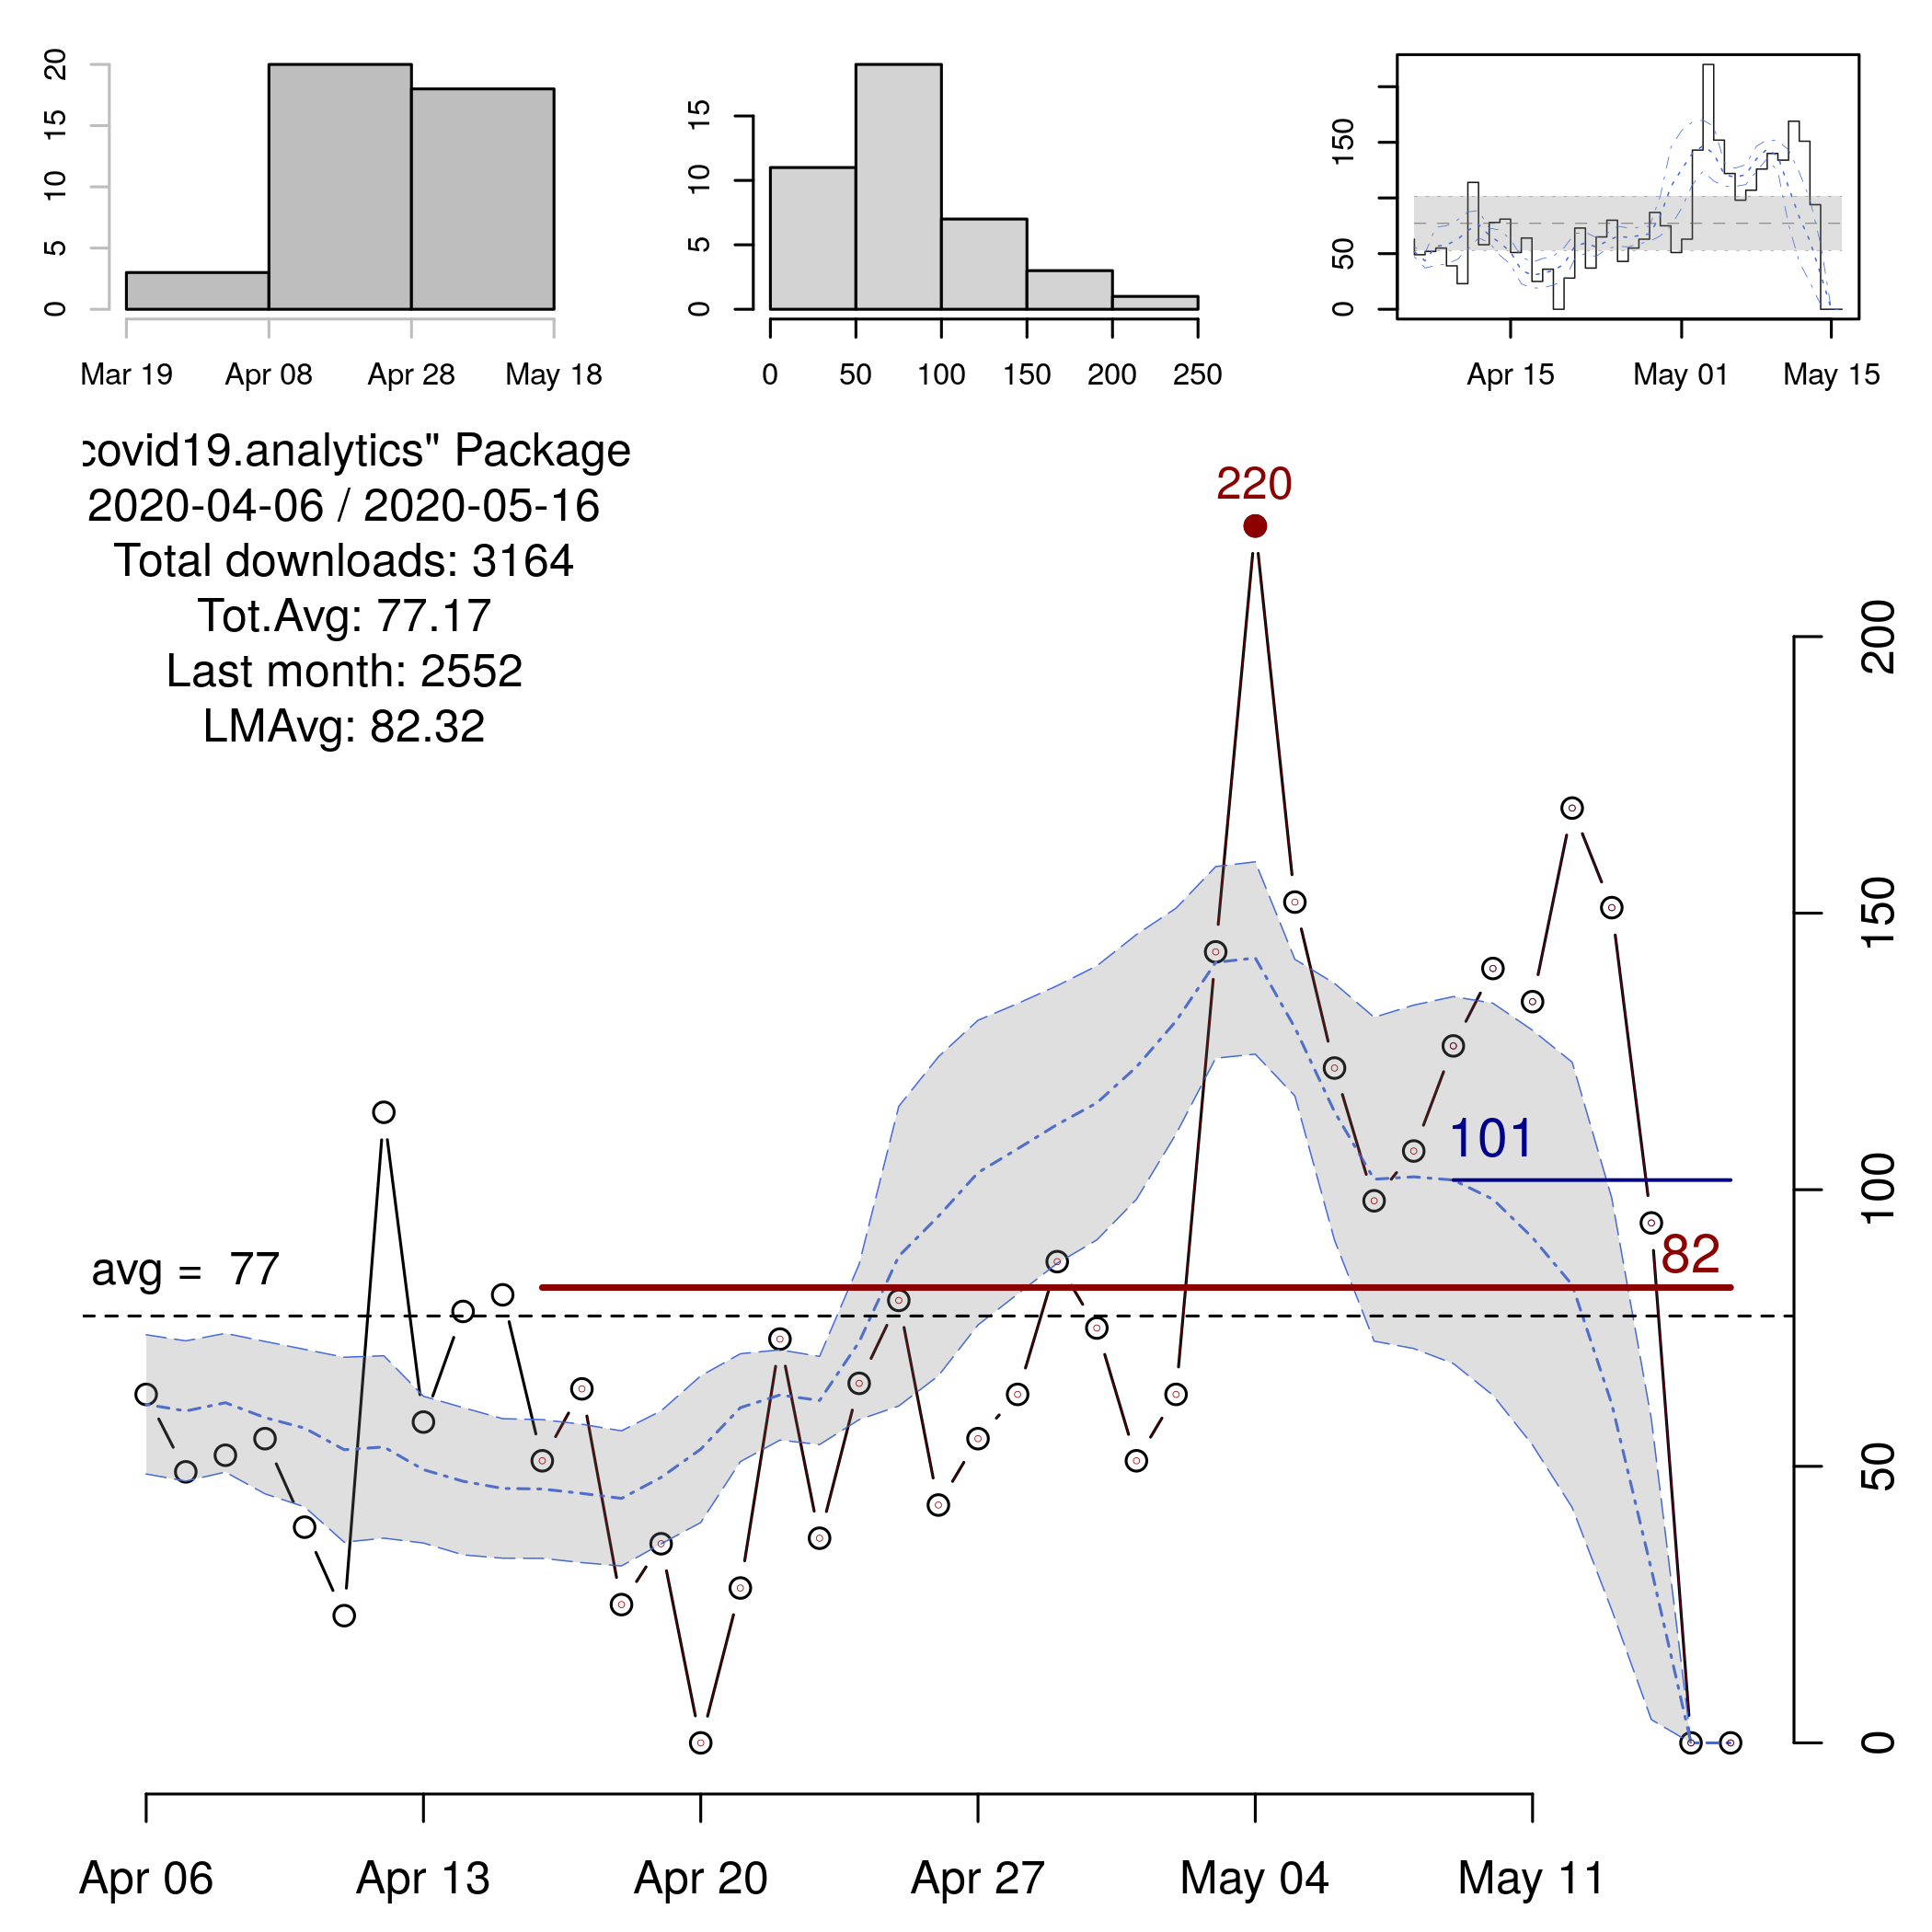 20
15
10
5
0
Mar 19 Apr 08 Apr 28 May 18
15
10
5
0
0 50 100 150 200 250
150
50
0
Apr 15 May 01 May 15
covid19.analytics" Package
2020-04-06 / 2020-05-16
Total downloads: 3164
Tot.Avg: 77.17
Last month: 2552
LMAvg: 82.32
220
200
150
101
100
82
avg = 77
50
0
Apr 06 Apr 13 Apr 20 Apr 27 May 04 May 11